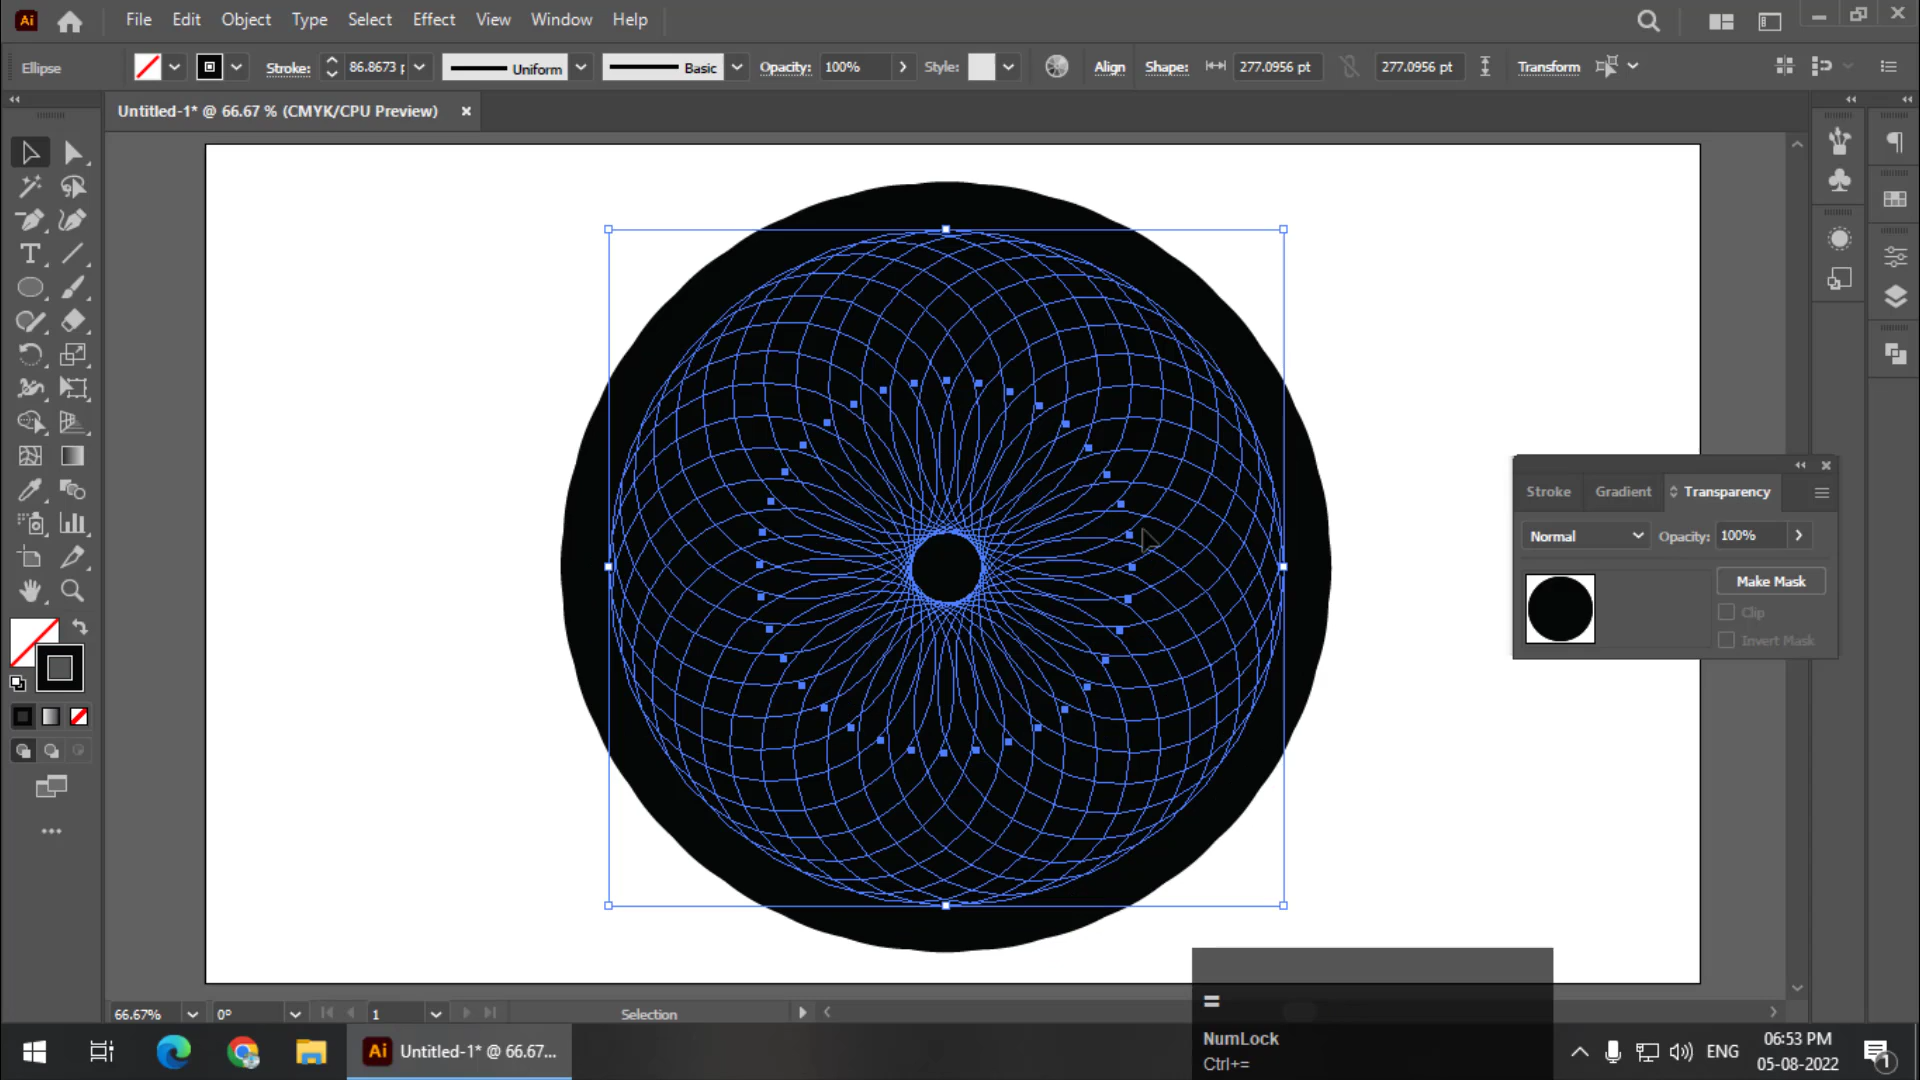 Ai File Edit Object Type Select Effect View Window Help
Ellipse Stroke: 86.8673 p Uniform Basic Opacity: 100% Style: Align Shape: 277.0956 pt 277.0956 pt Transform
Untitled-1* @ 66.67 % (CMYK/CPU Preview)
Stroke Gradient Transparency
Normal Opacity: 100%
Make Mask
Clip
Invert Mask
66.67% 0° 1 Selection
=
NumLock
Ctrl+=
Ai Untitled-1* @ 66.67... ENG
06:53 PM
05-08-2022
1